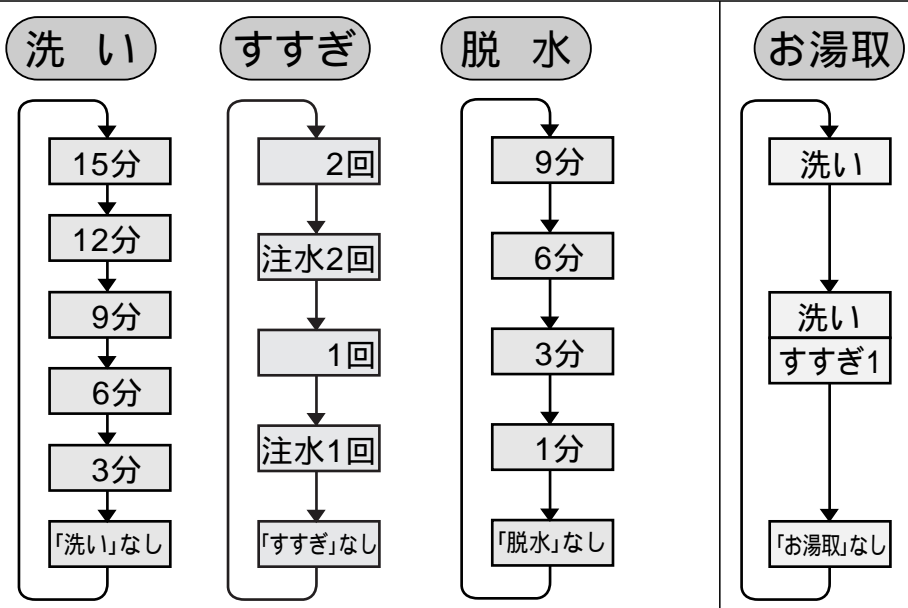 洗い
15分
12分
9分
6分
3分
「洗い」なし
すすぎ
2回
注水2回
1回
注水1回
「すすぎ」なし
脱水
9分
6分
3分
1分
「脱水」なし
お湯取
洗い
洗い
すすぎ1
「お湯取」なし